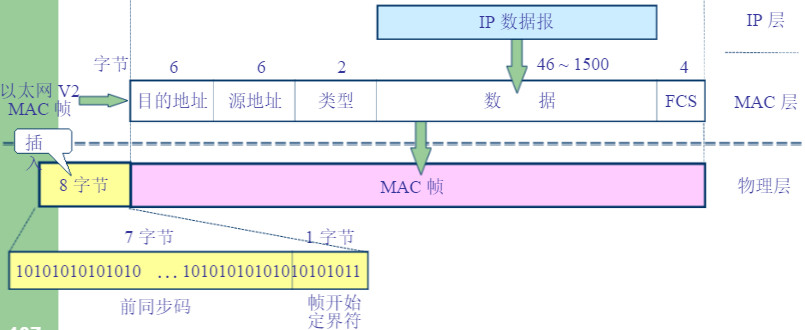 IP 数据报
IP 层
字节
6
6
2
46 ~ 1500
4
以太网 V2
MAC 帧
目的地址
源地址
类型
数 据
FCS
MAC 层
插
入
8 字节
MAC 帧
物理层
7 字节
1 字节
10101010101010 ...10101010101010101011
前同步码
帧开始
定界符